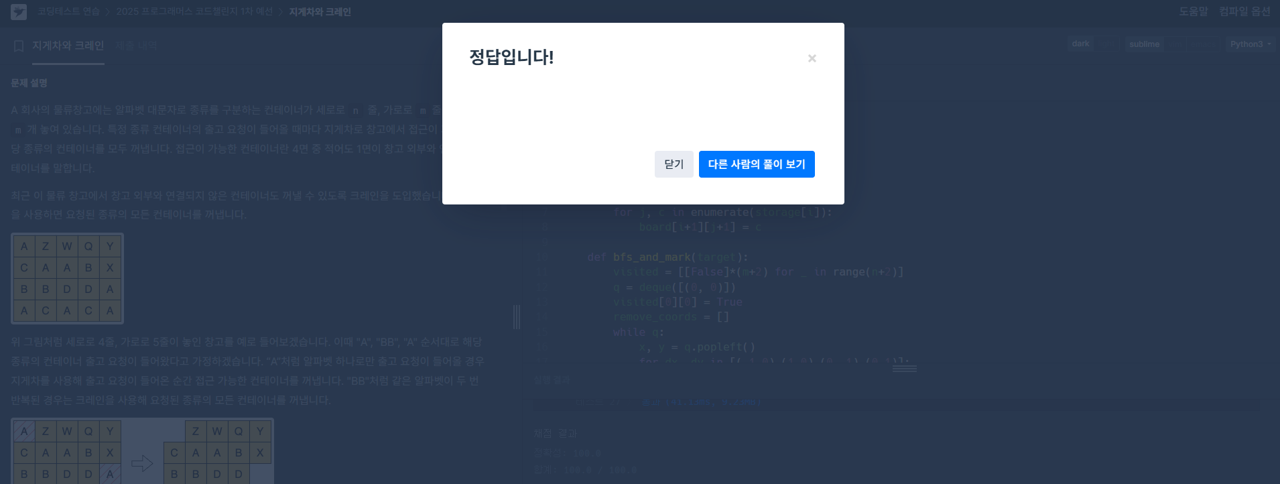 코딩테스트 연습 > 2025 프로그래머스 코드챌린지 1차 예선 > 지게차와 크레인
도움말 컴파일 옵션
지게차와 크레인
dark sublime Python3
문제 설명
A 회사의 물류창고에는 알파벳 대문자로 종류를 구분하는 컨테이너가 세로로 n 줄, 가로로 m 줄
m 개 놓여 있습니다. 특정 종류 컨테이너의 출고 요청이 들어올 때마다 지게차로 창고에서 접근이
당 종류의 컨테이너를 모두 꺼냅니다. 접근이 가능한 컨테이너란 4면 중 적어도 1면이 창고 외부와
테이너를 말합니다.
최근 이 물류 창고에서 창고 외부와 연결되지 않은 컨테이너도 꺼낼 수 있도록 크레인을 도입했습니
을 사용하면 요청된 종류의 모든 컨테이너를 꺼냅니다.
A Z W Q Y
C A A B X
B B D D A
A C A C A
위 그림처럼 세로로 4줄, 가로로 5줄이 놓인 창고를 예로 들어보겠습니다. 이때 "A", "BB", "A" 순서대로 해당
종류의 컨테이너 출고 요청이 들어왔다고 가정하겠습니다. "A"처럼 알파벳 하나로만 출고 요청이 들어올 경우
지게차를 사용해 출고 요청이 들어온 순간 접근 가능한 컨테이너를 꺼냅니다. "BB"처럼 같은 알파벳이 두 번
반복된 경우는 크레인을 사용해 요청된 종류의 모든 컨테이너를 꺼냅니다.
A Z W Q Y Z W Q Y
C A A B X C A A B X
B B D D A B B D D
정답입니다!
×
닫기 다른 사람의 풀이 보기
for j, c in enumerate(storage[i]):
board[i+1][j+1] = c
def bfs_and_mark(target):
visited = [[False]*(m+2) for _ in range(n+2)]
q = deque([(0, 0)])
visited[0][0] = True
remove_coords = []
while q:
x, y = q.popleft()
채점 결과